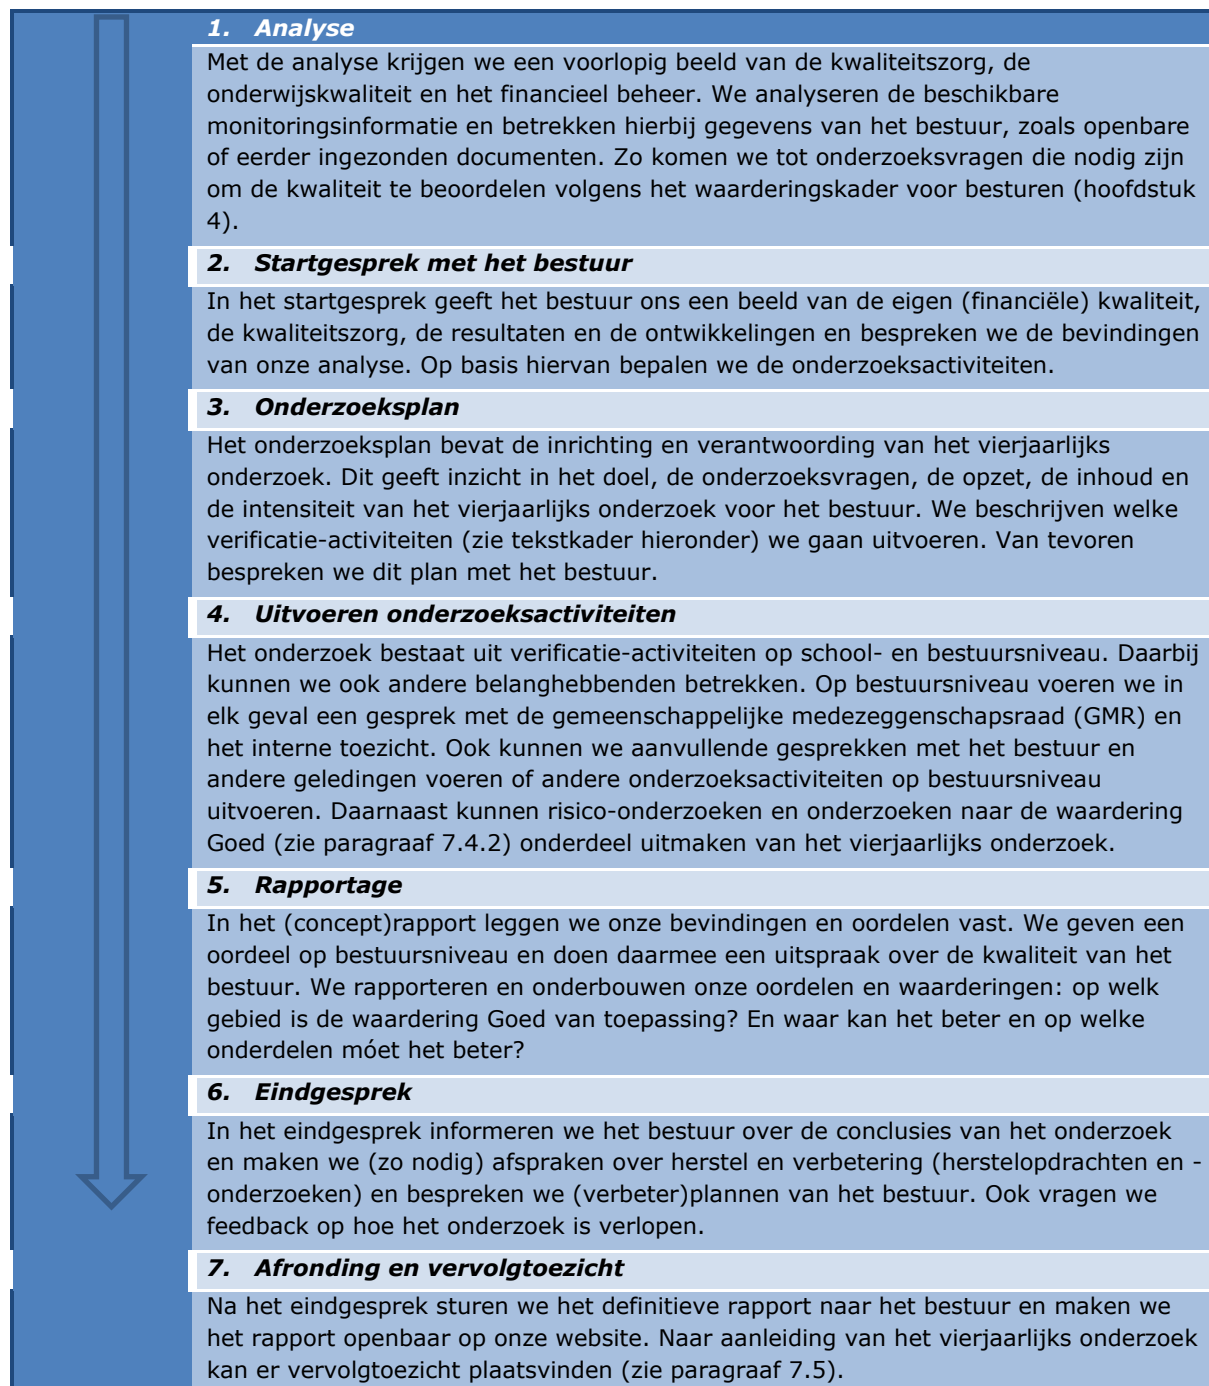 1. Analyse
Met de analyse krijgen we een voorlopig beeld van de kwaliteitszorg, de
onderwijskwaliteit en het financieel beheer. We analyseren de beschikbare
monitoringsinformatie en betrekken hierbij gegevens van het bestuur, zoals openbare
of eerder ingezonden documenten. Zo komen we tot onderzoeksvragen die nodig zijn
om de kwaliteit te beoordelen volgens het waarderingskader voor besturen (hoofdstuk
4).
2. Startgesprek met het bestuur
In het startgesprek geeft het bestuur ons een beeld van de eigen (financiële) kwaliteit,
de kwaliteitszorg, de resultaten en de ontwikkelingen en bespreken we de bevindingen
van onze analyse. Op basis hiervan bepalen we de onderzoeksactiviteiten.
3. Onderzoeksplan
Het onderzoeksplan bevat de inrichting en verantwoording van het vierjaarlijks
onderzoek. Dit geeft inzicht in het doel, de onderzoeksvragen, de opzet, de inhoud en
de intensiteit van het vierjaarlijks onderzoek voor het bestuur. We beschrijven welke
verificatie-activiteiten (zie tekstkader hieronder) we gaan uitvoeren. Van tevoren
bespreken we dit plan met het bestuur.
4. Uitvoeren onderzoeksactiviteiten
Het onderzoek bestaat uit verificatie-activiteiten op school- en bestuursniveau. Daarbij
kunnen we ook andere belanghebbenden betrekken. Op bestuursniveau voeren we in
elk geval een gesprek met de gemeenschappelijke medezeggenschapsraad (GMR) en
het interne toezicht. Ook kunnen we aanvullende gesprekken met het bestuur en
andere geledingen voeren of andere onderzoeksactiviteiten op bestuursniveau
uitvoeren. Daarnaast kunnen risico-onderzoeken en onderzoeken naar de waardering
Goed (zie paragraaf 7.4.2) onderdeel uitmaken van het vierjaarlijks onderzoek.
5. Rapportage
In het (concept)rapport leggen we onze bevindingen en oordelen vast. We geven een
oordeel op bestuursniveau en doen daarmee een uitspraak over de kwaliteit van het
bestuur. We rapporteren en onderbouwen onze oordelen en waarderingen: op welk
gebied is de waardering Goed van toepassing? En waar kan het beter en op welke
onderdelen móet het beter?
6. Eindgesprek
In het eindgesprek informeren we het bestuur over de conclusies van het onderzoek
en maken we (zo nodig) afspraken over herstel en verbetering (herstelopdrachten en -
onderzoeken) en bespreken we (verbeter)plannen van het bestuur. Ook vragen we
feedback op hoe het onderzoek is verlopen.
7. Afronding en vervolgtoezicht
Na het eindgesprek sturen we het definitieve rapport naar het bestuur en maken we
het rapport openbaar op onze website. Naar aanleiding van het vierjaarlijks onderzoek
kan er vervolgtoezicht plaatsvinden (zie paragraaf 7.5).